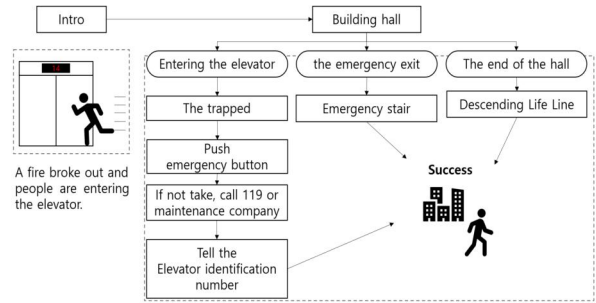 Intro
Building hall
14
A fire broke out and
people are entering
the elevator.
Entering the elevator
the emergency exit
The end of the hall
The trapped
Emergency stair
Descending Life Line
Push
emergency button
If not take, call 119 or
maintenance company
Tell the
Elevator identification
number
Success